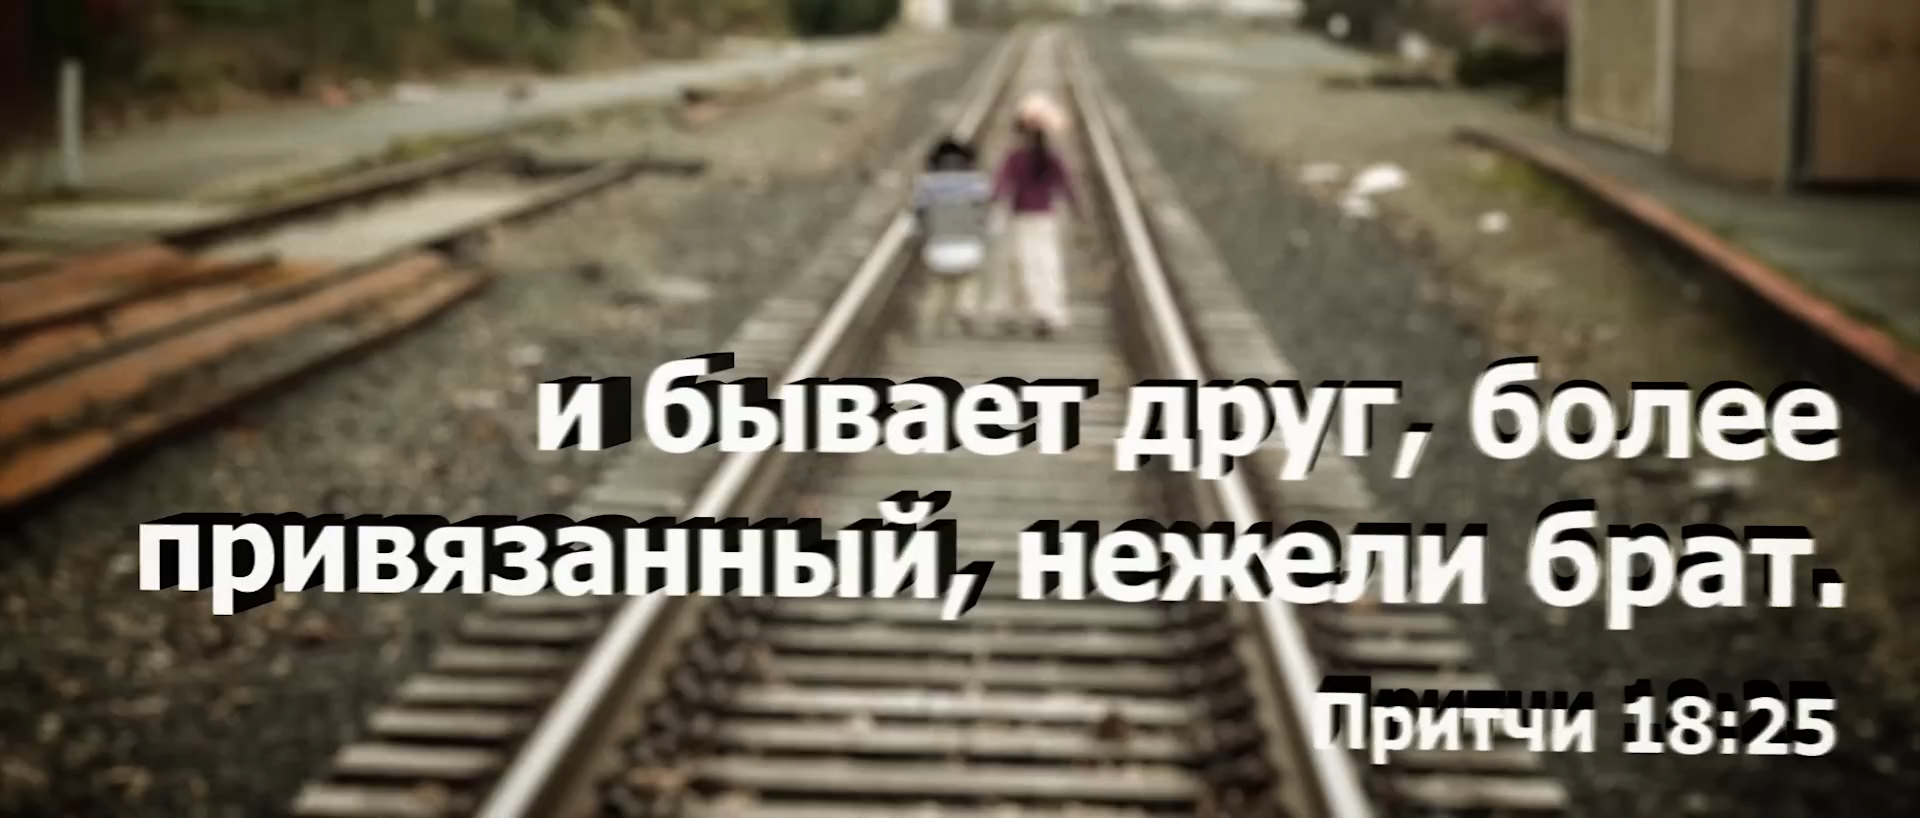 и бывает друг, более
привязанный, нежели брат.
Притчи 18:25